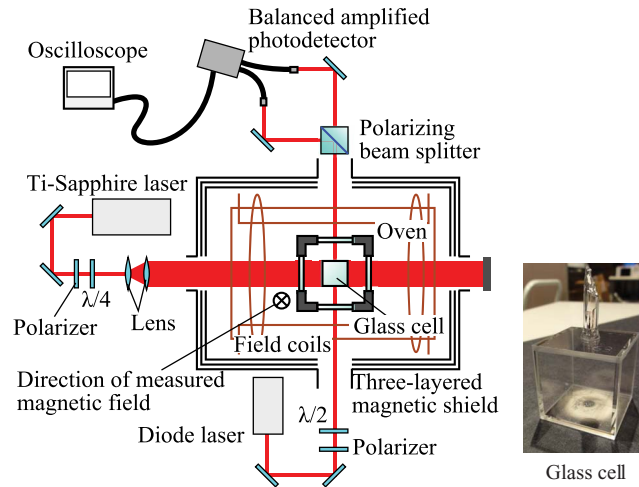 Balanced amplified
photodetector
Oscilloscope
Polarizing
beam splitter
Ti-Sapphire laser
Oven
λ/4
Polarizer
Lens
Glass cell
Field coils
Direction of measured
magnetic field
Three-layered
magnetic shield
λ/2
Diode laser
Polarizer
Glass cell